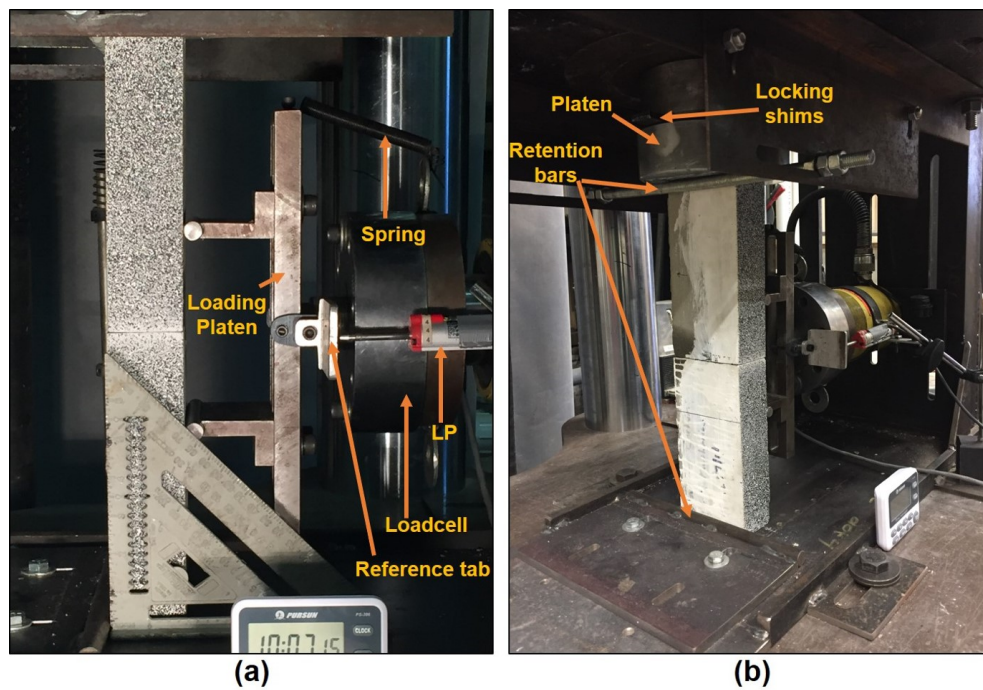 Spring
Loading
Platen
LP
Loadcell
Reference tab
PURSUN
CLOCK
10:07 15
(a)
Platen
Locking
shims
Retention
bars
(b)